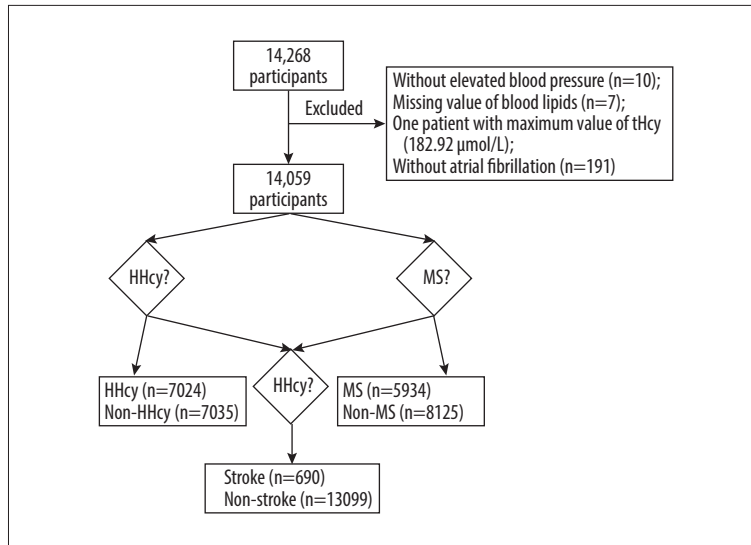 14,268
participants
Excluded
Without elevated blood pressure (n=10);
Missing value of blood lipids (n=7);
One patient with maximum value of tHcy
(182.92 μmol/L);
Without atrial fibrillation (n=191)
14,059
participants
HHcy?
MS?
HHcy (n=7024)
Non-HHcy (n=7035)
HHcy?
MS (n=5934)
Non-MS (n=8125)
Stroke (n=690)
Non-stroke (n=13099)